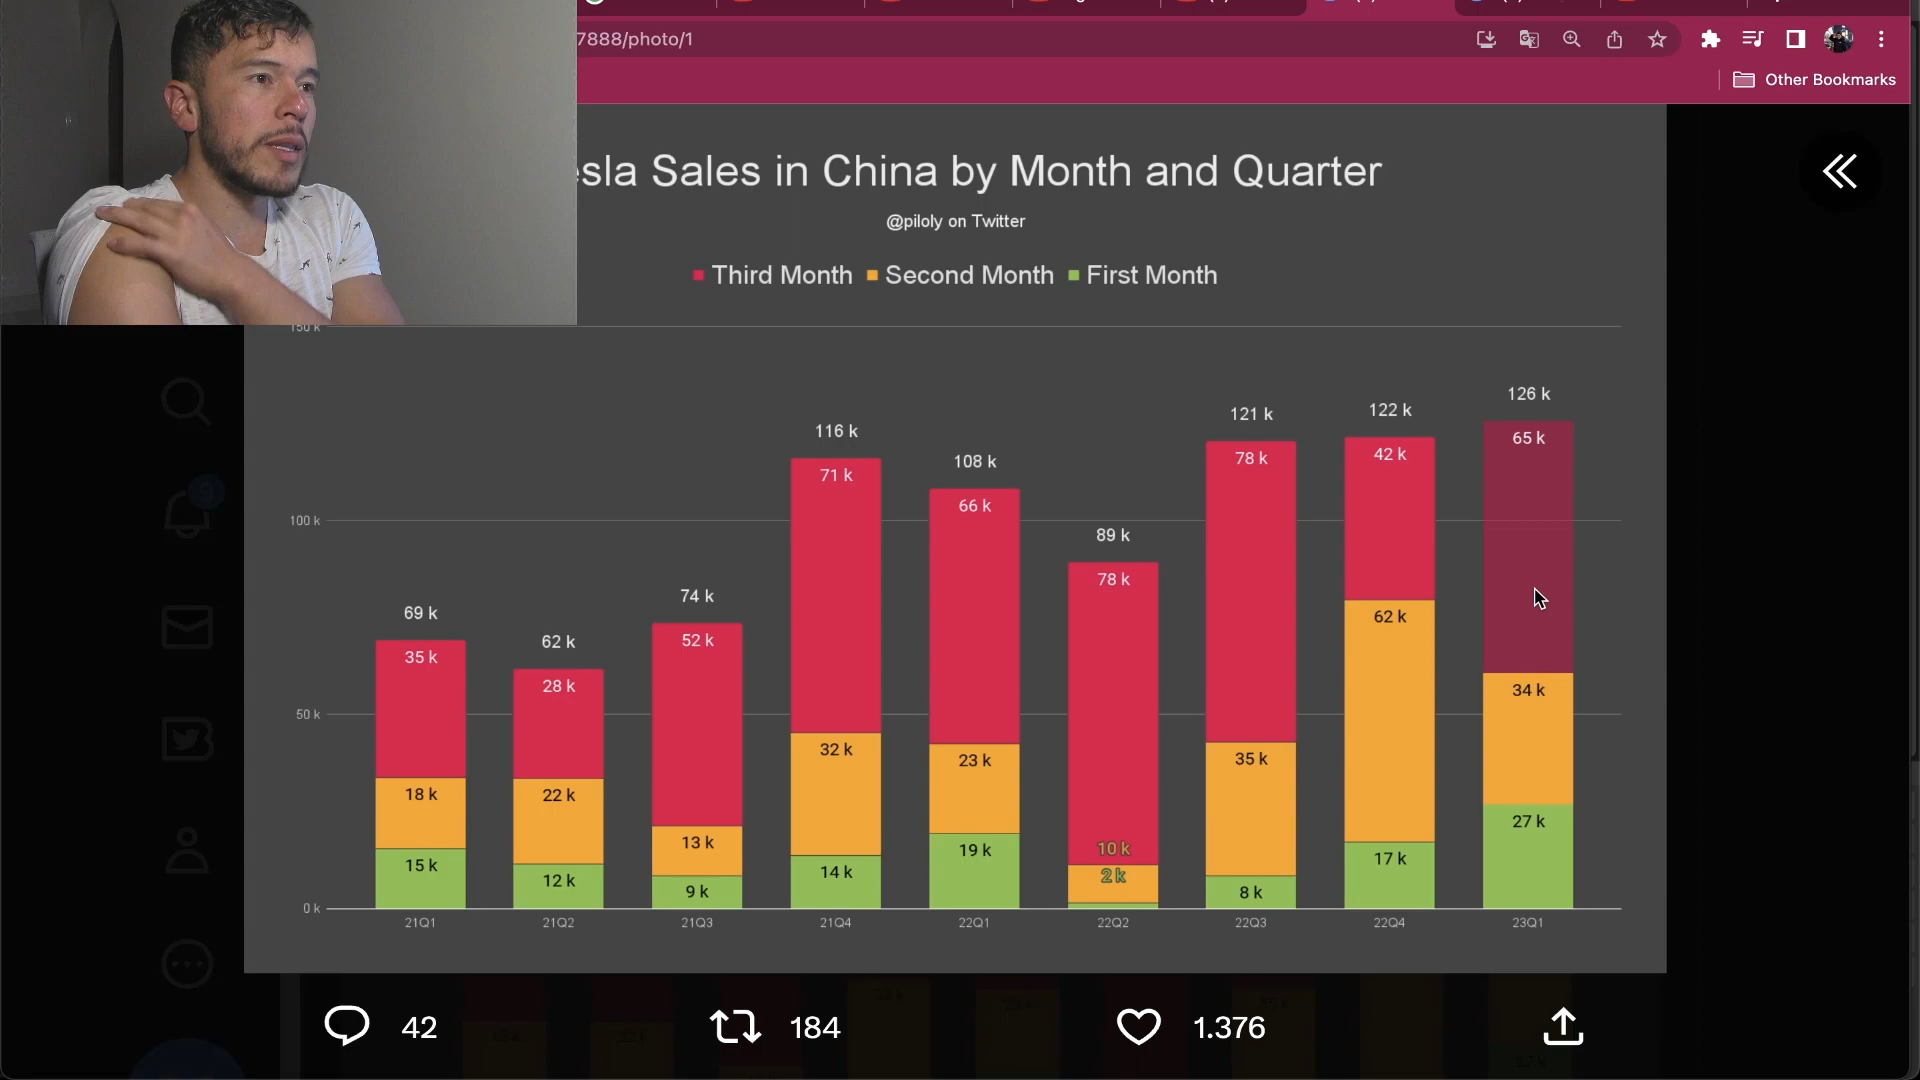 7888/photo/1
Other Bookmarks
esla Sales in China by Month and Quarter
@piloly on Twitter
Third Month Second Month First Month
150 k
126 k
122 k
121 k
65 k
116 k
42 k
78 k
108 k
71 k
66 k
100 k
89 k
78 k
74 k
69 k
62 k
52 k
62 k
35 k
28 k
34 k
50 k
32 k
23 k
35 k
18 k
22 k
27 k
13 k
10 k
19 k
17 k
15 k
14 k
2 k
12 k
9 k
8 k
0 k
21Q1 21Q2 21Q3 21Q4 22Q1 22Q2 22Q3 22Q4 23Q1
42 184 1.376